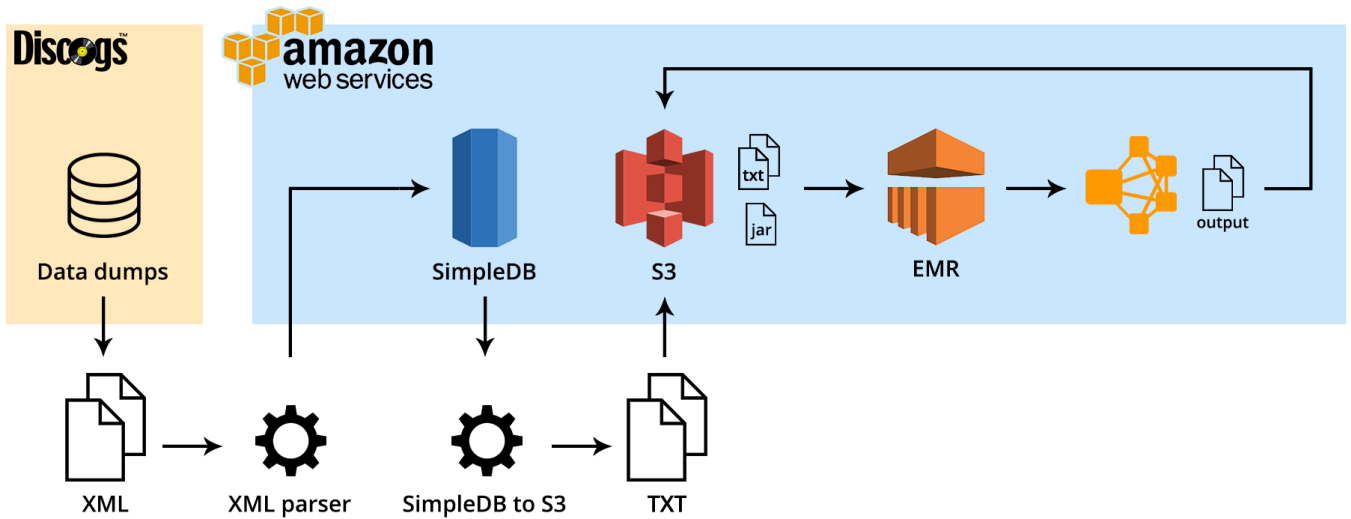 Discogs™
amazon
web services
txt
jar
output
Data dumps
SimpleDB
S3
EMR
XML
XML parser
SimpleDB to S3
TXT